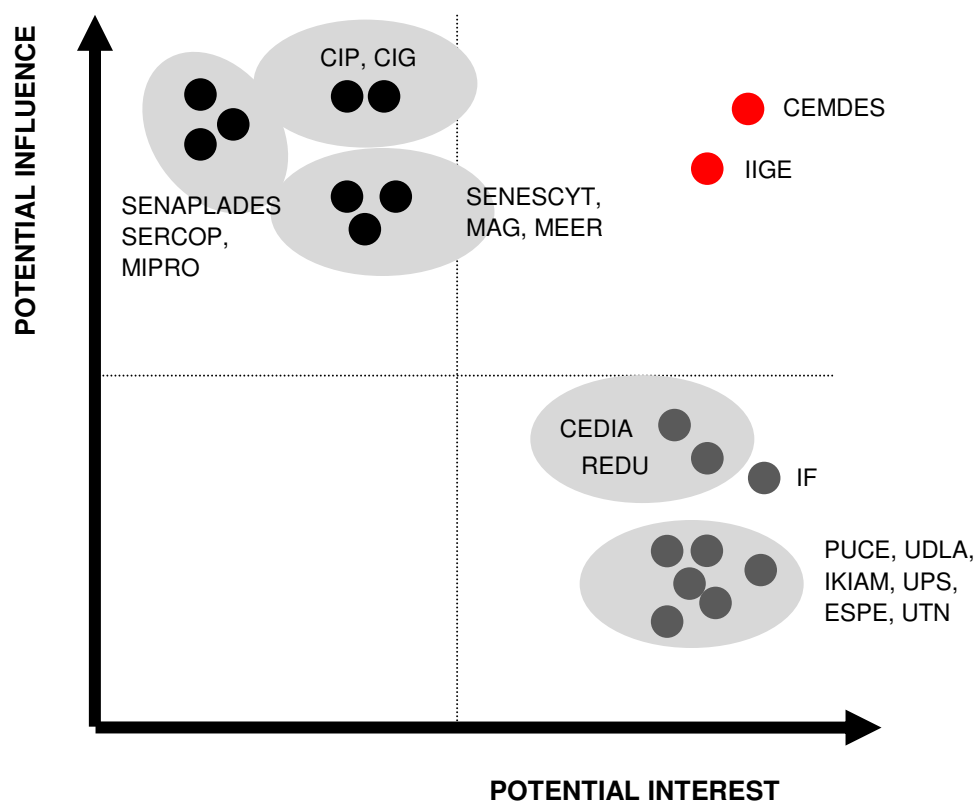 POTENTIAL INFLUENCE
CIP, CIG
CEMDES
IIGE
SENAPLADES
SERCOP,
MIPRO
SENESCYT,
MAG, MEER
CEDIA
REDU
IF
PUCE, UDLA,
IKIAM, UPS,
ESPE, UTN
POTENTIAL INTEREST